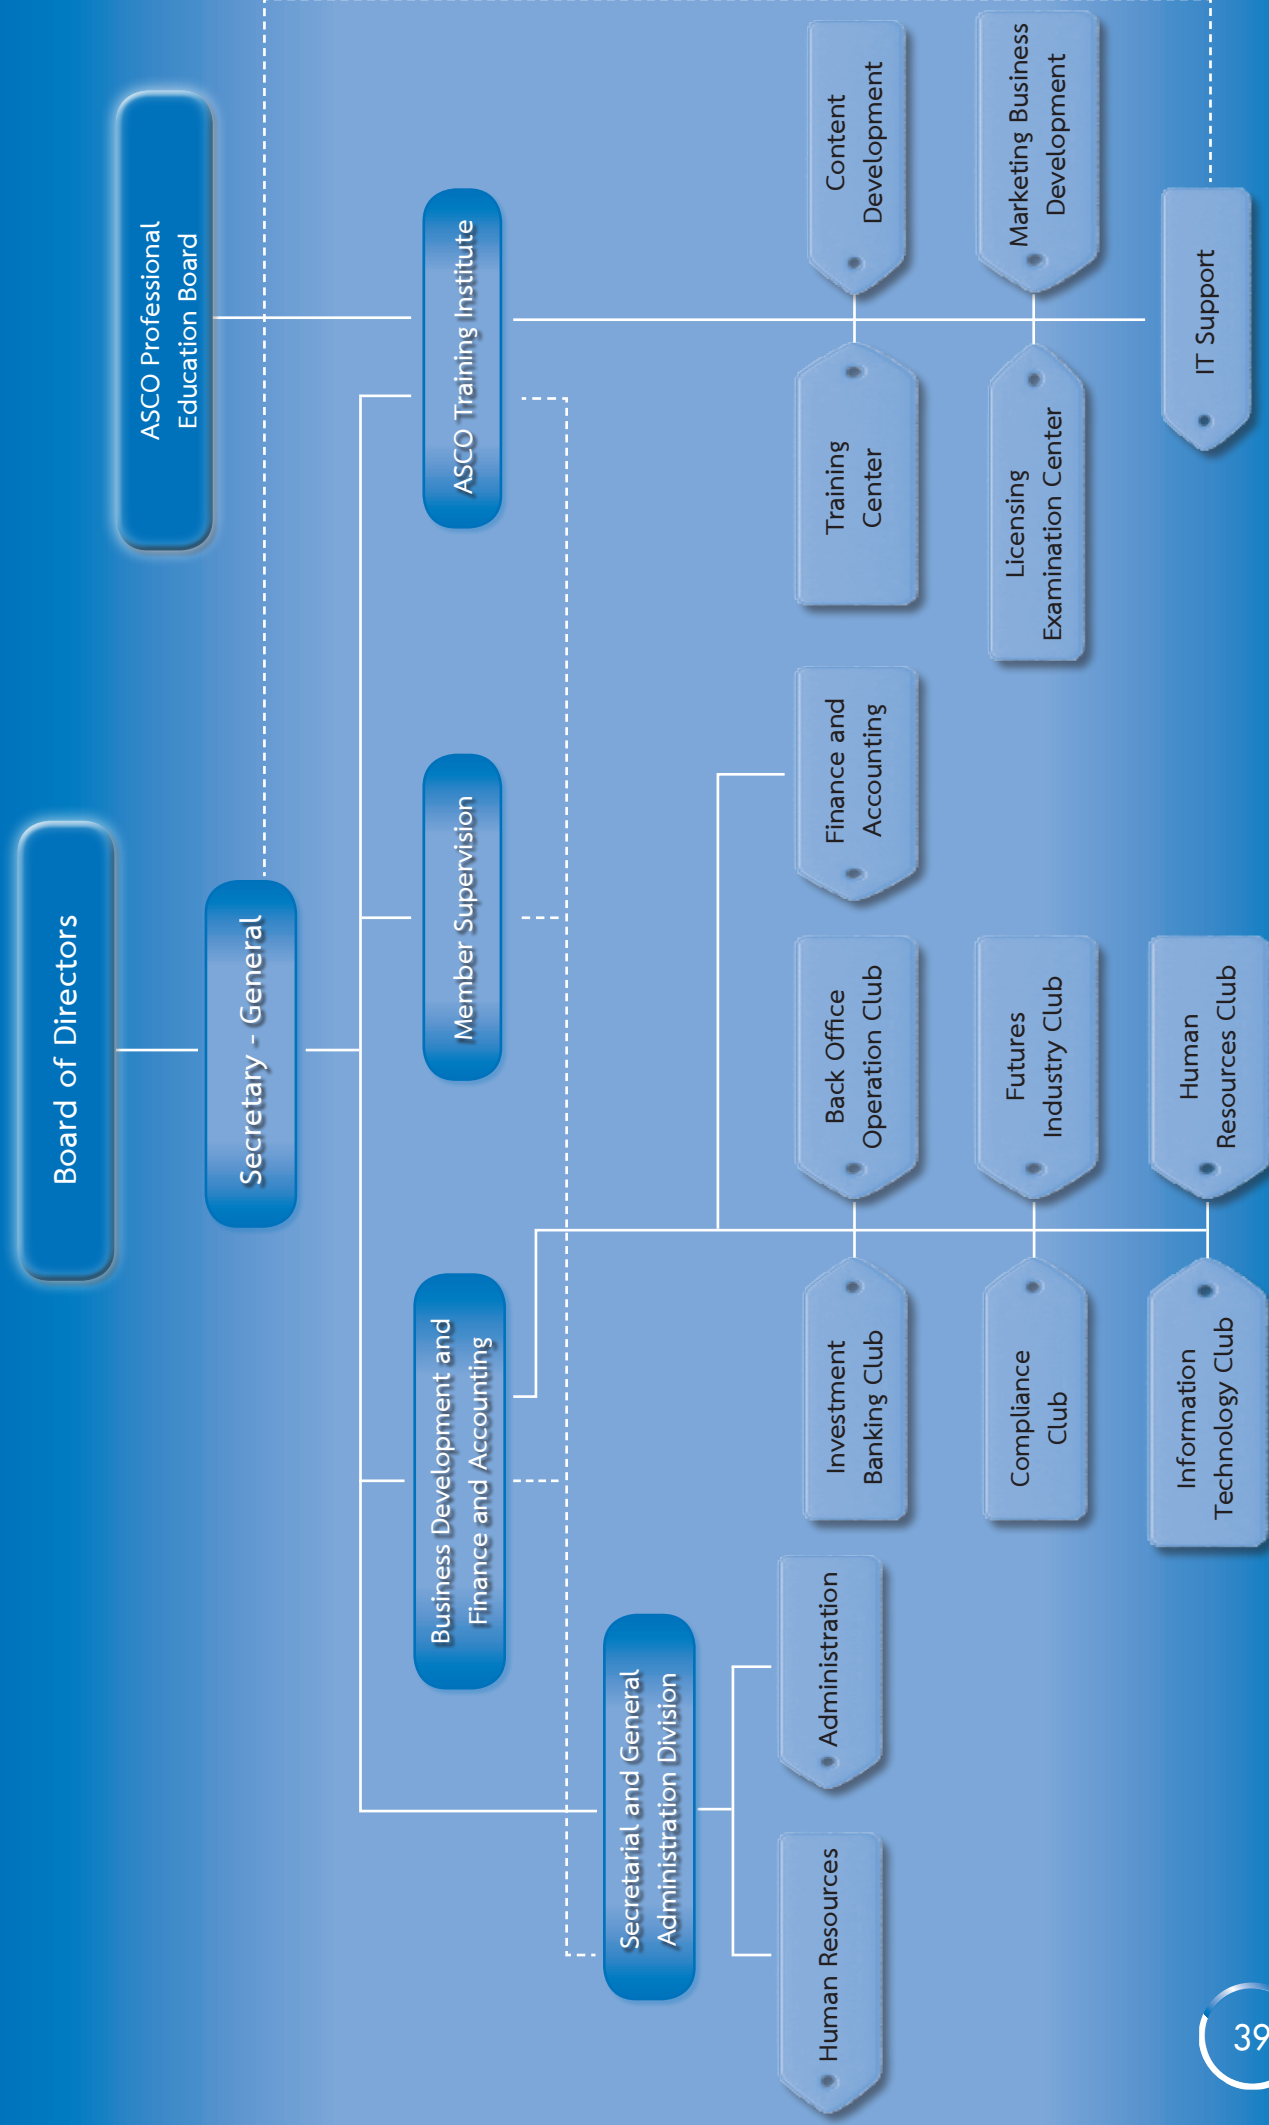 Board of Directors
ASCO Professional
Education Board
Secretary - General
Business Development and
Finance and Accounting
Member Supervision
ASCO Training Institute
Secretarial and General
Administration Division
Human Resources
Administration
Investment
Banking Club
Back Office
Operation Club
Finance and
Accounting
Training
Center
Content
Development
Compliance
Club
Futures
Industry Club
Licensing
Examination Center
Marketing Business
Development
Information
Technology Club
Human
Resources Club
IT Support
39